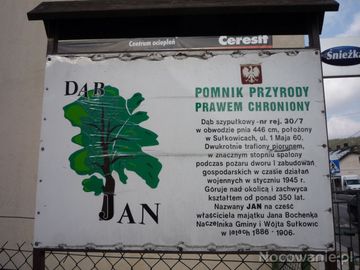 Centrum ociepleń
Ceresit
Śnieżka
DĄB
JAN
POMNIK PRZYRODY
PRAWEM CHRONIONY
Dąb szypułkowy - nr rej. 30/7
w obwodzie pnia 446 cm, położony
w Sułkowicach, ul. 1 Maja 60.
Dwukrotnie trafiony piorunem,
w znacznym stopniu spalony
podczas pożaru dworu i zabudowań
gospodarskich w czasie działań
wojennych w styczniu 1945 r.
Góruje nad okolicą i zachwyca
kształtem od ponad 350 lat.
Nazwany JAN na cześć
właściciela majątku Jana Bochenka
Naczelnika Gminy i Wójta Sułkowic
w latach 1886 - 1906.
Nocowanie.pl